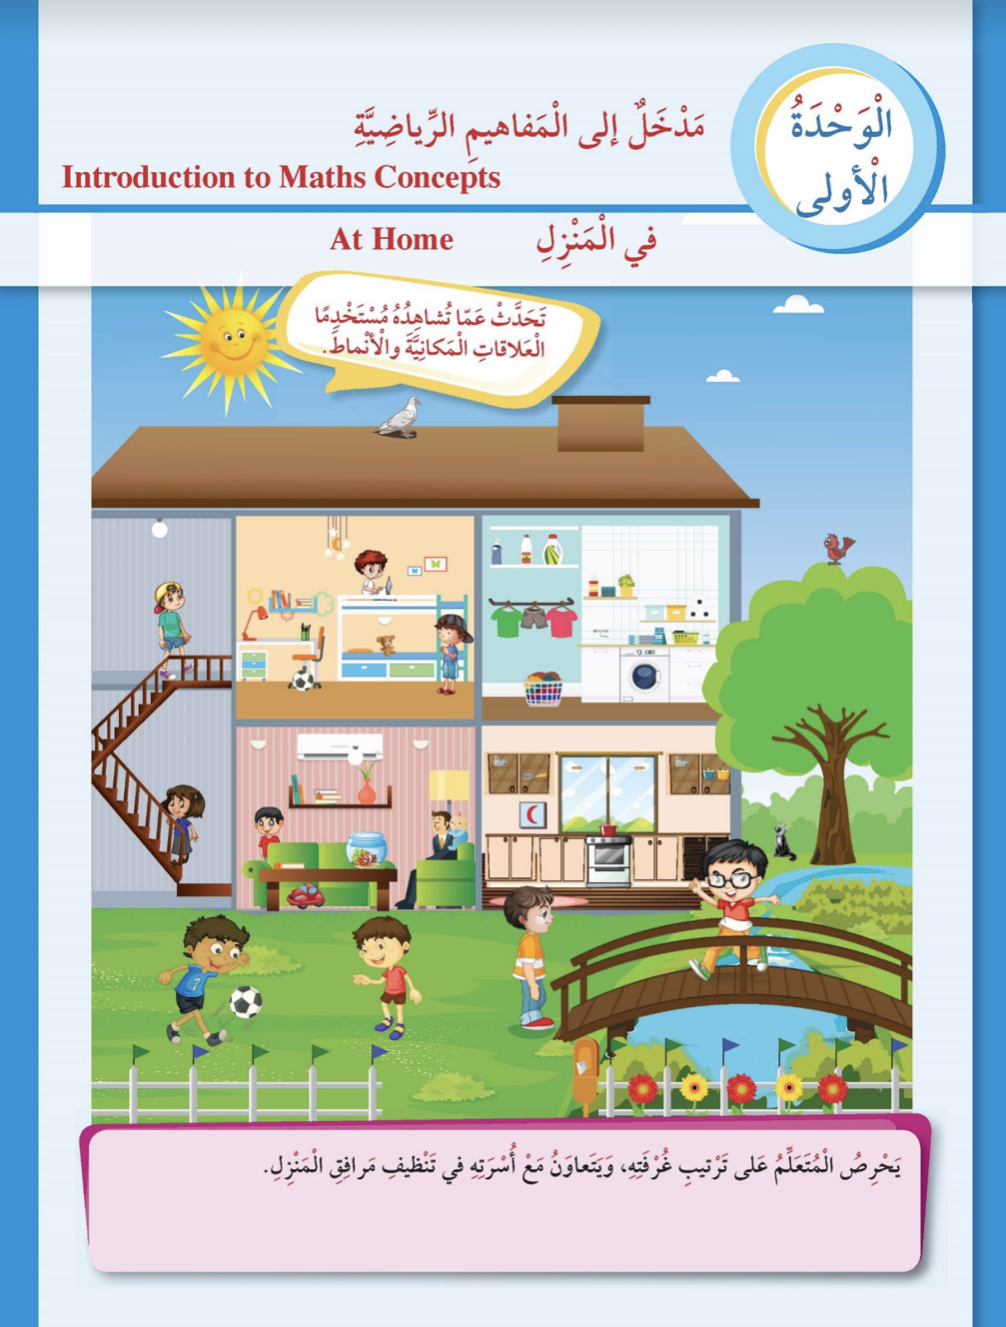 الْوَحْدَةُ
الْأولى
مَدْخَلٌ إلى الْمَفاهيمِ الرِّياضِيَّةِ
Introduction to Maths Concepts
في الْمَنْزِلِ
At Home
تَحَدَّثْ عَمّا تُشاهِدُهُ مُسْتَخْدِمًا
الْعَلاقاتِ الْمَكانِيَّةَ والْأَنْماطَ.
يَحْرِصُ الْمُتَعَلِّمُ عَلى تَرْتيبِ غُرْفَتِهِ، وَيَتَعاوَنُ مَعْ أُسْرَتِهِ في تَنْظيفِ مَرافِقِ الْمَنْزِلِ.